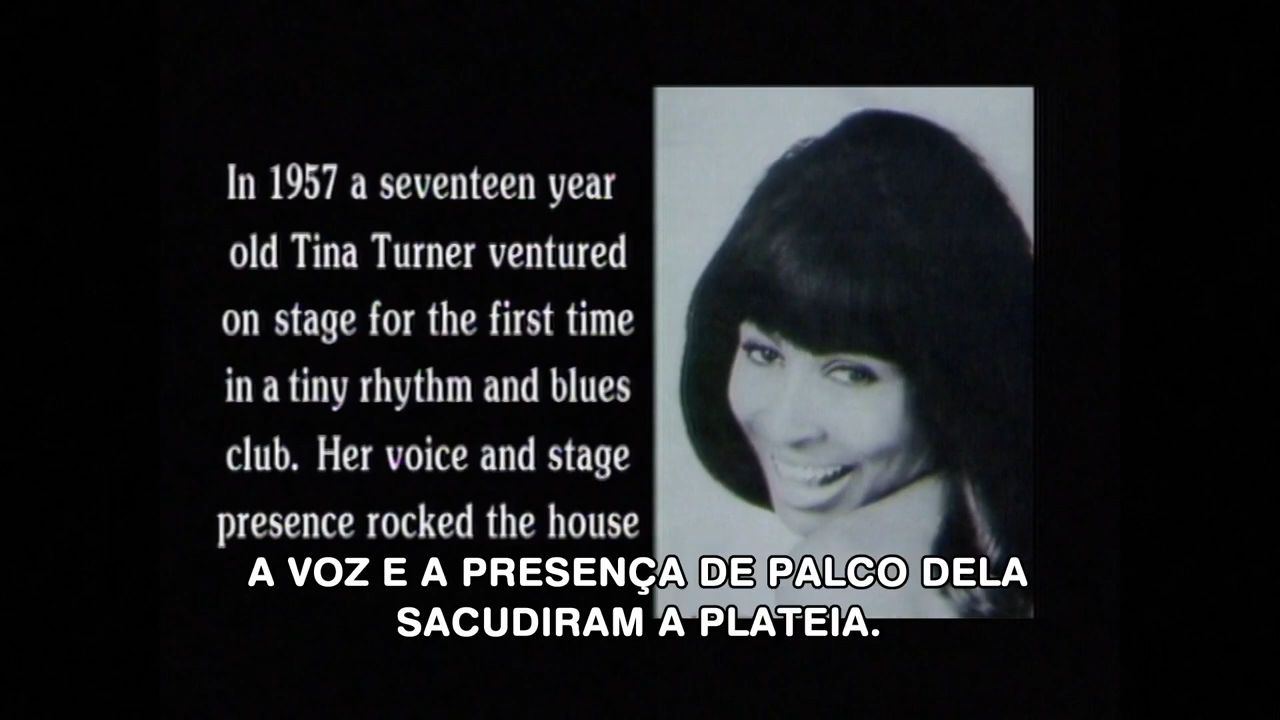 In 1957 a seventeen year
old Tina Turner ventured
on stage for the first time
in a tiny rhythm and blues
club. Her voice and stage
presence rocked the house
A VOZ E A PRESENÇA DE PALCO DELA
SACUDIRAM A PLATEIA.